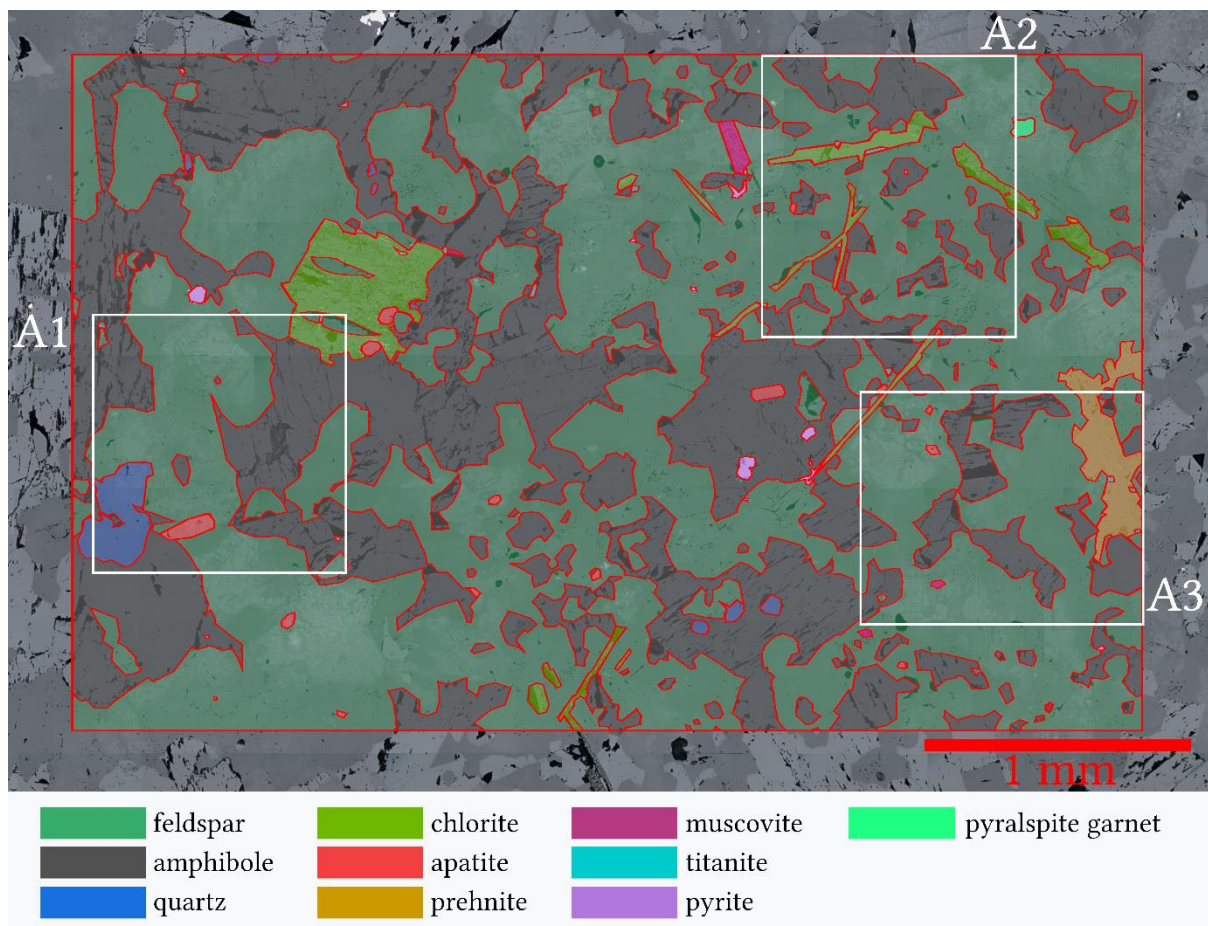 A2
A1
A3
1 mm
feldspar chlorite muscovite pyralspite garnet
amphibole apatite titanite
quartz prehnite pyrite